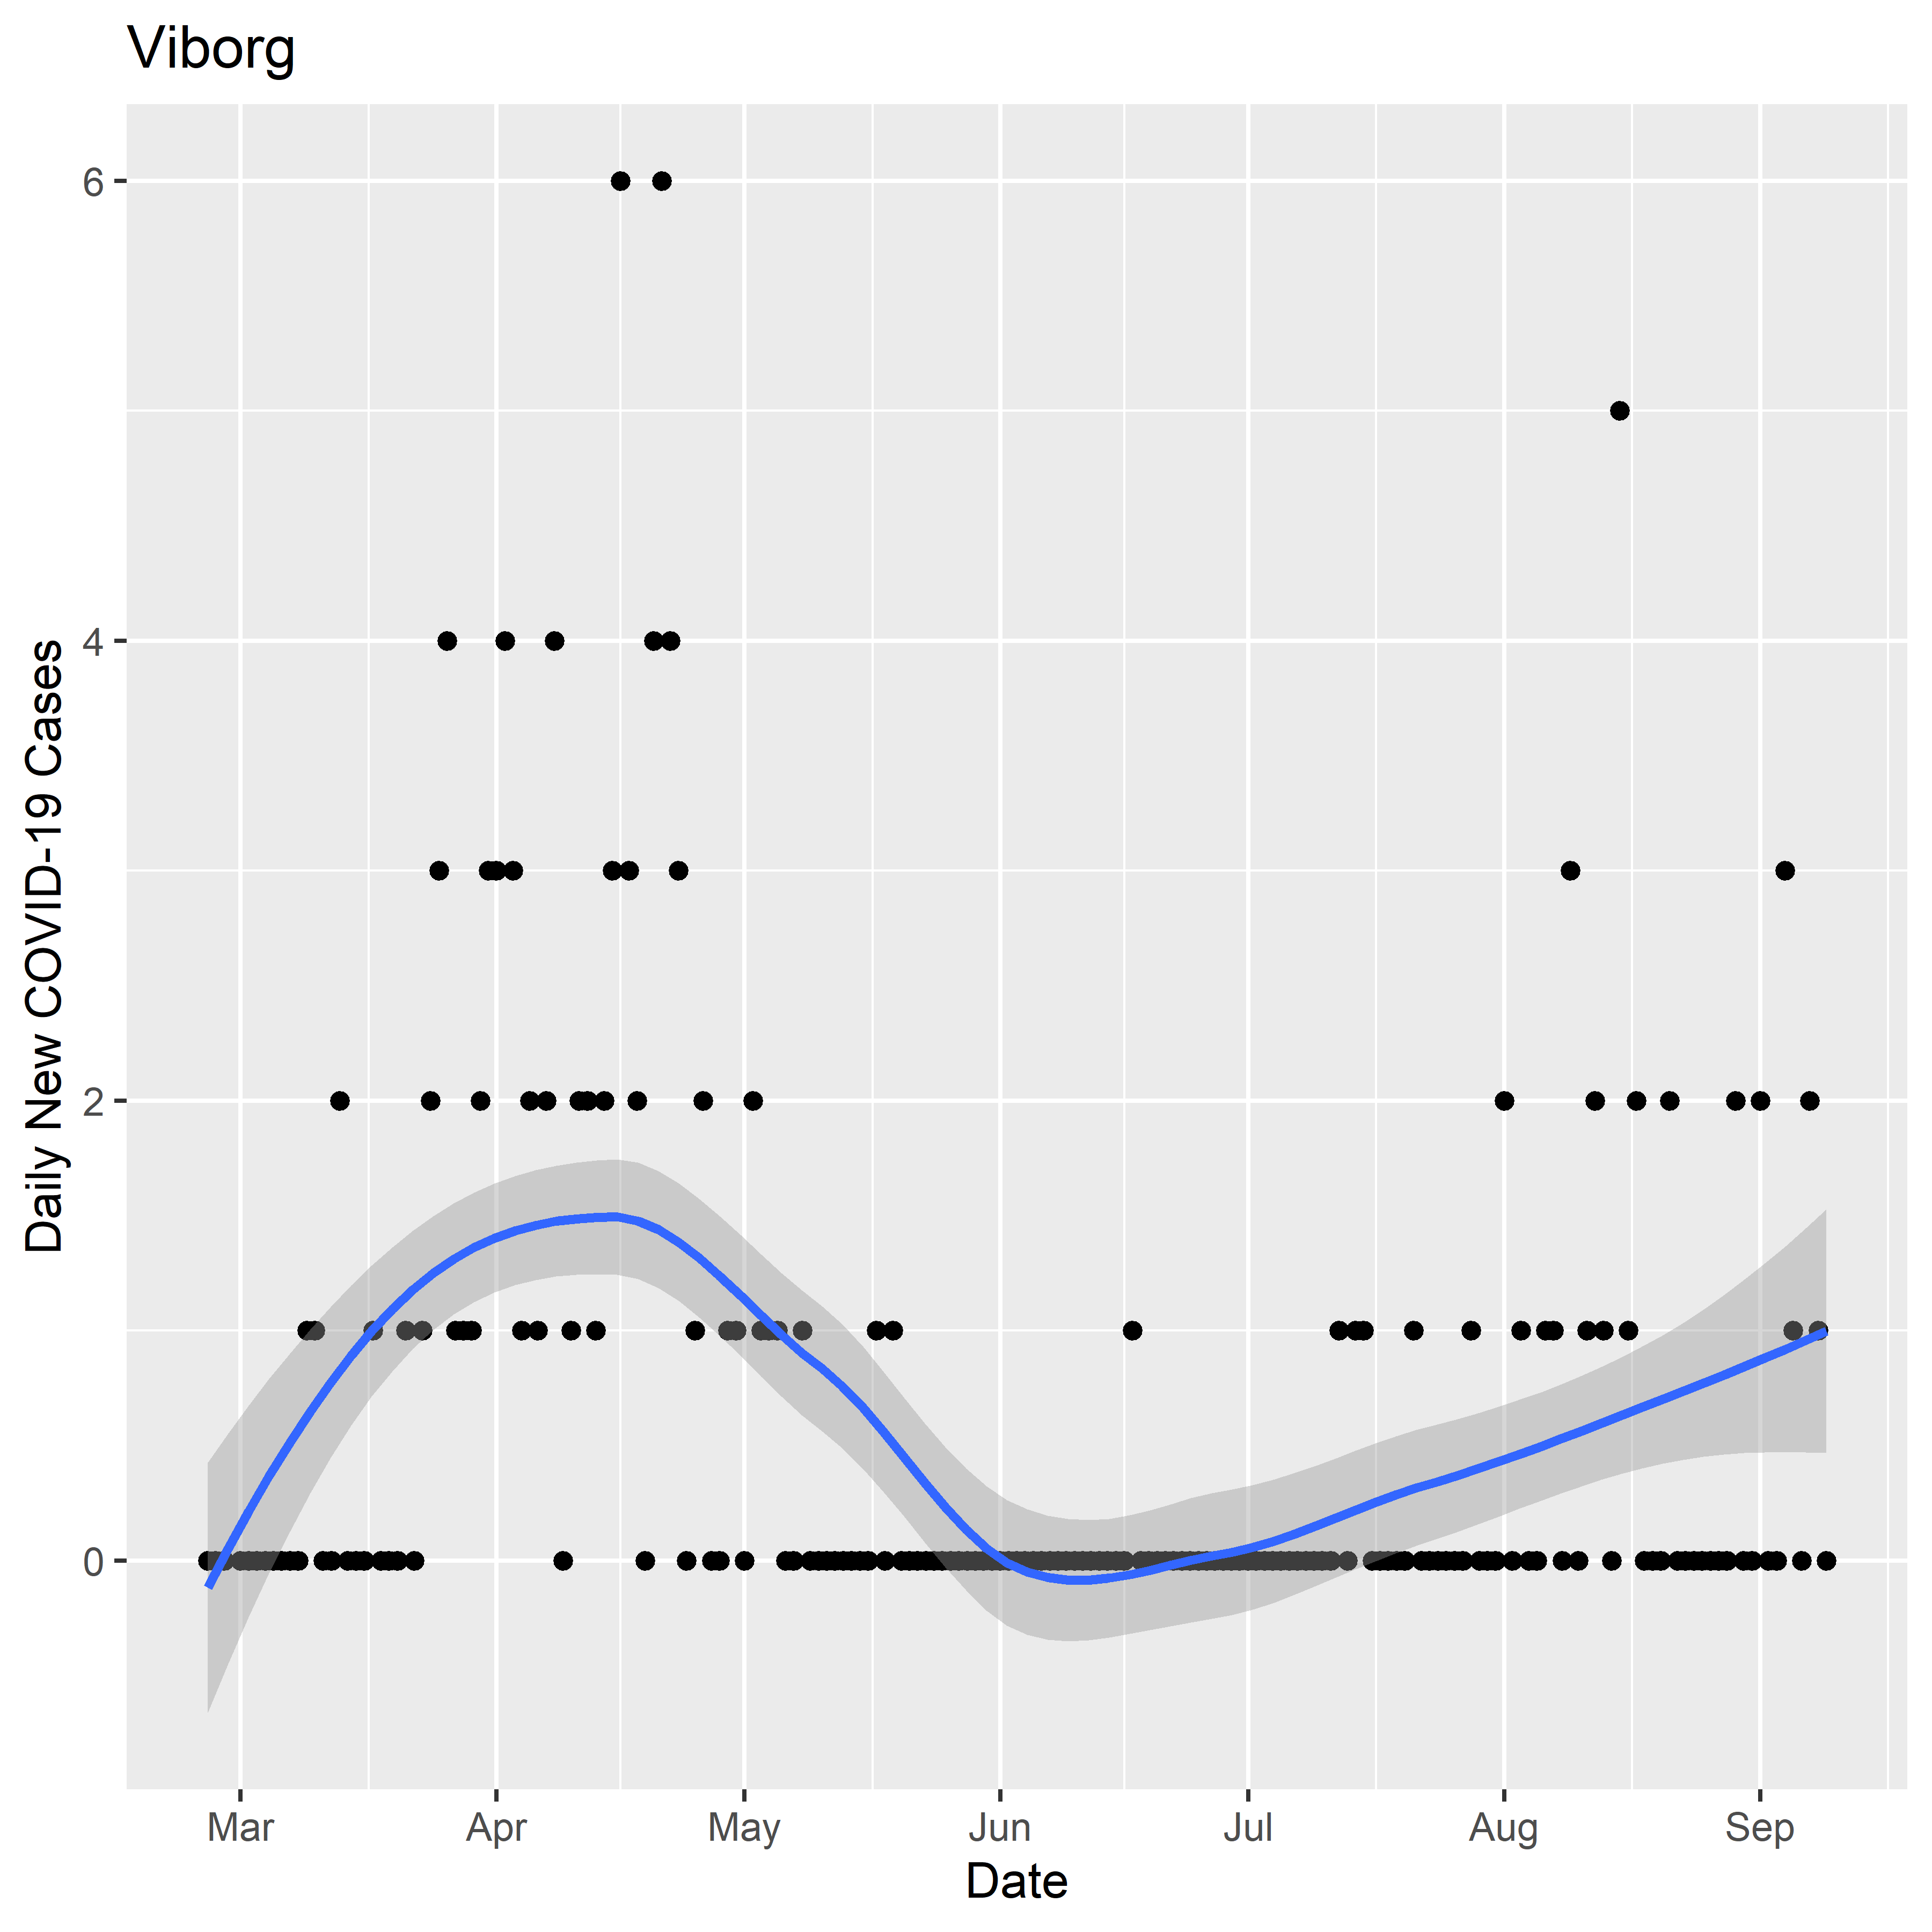 Viborg
Daily New COVID-19 Cases
6
4
2
0
Mar Apr May Jun Jul Aug Sep
Date